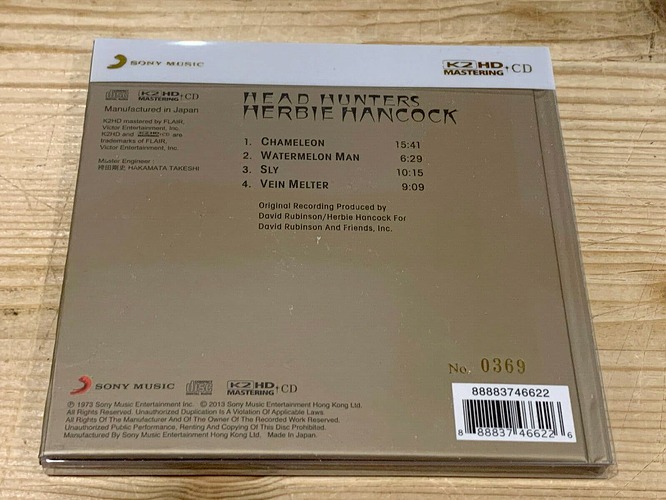 SONY MUSIC
K2 HD MASTERING +CD
K2 HD MASTERING +CD
Manufactured in Japan
K2HD mastered by FLAIR,
Victor Entertainment, Inc.
K2HD and K2HD+CD are
trademarks of FLAIR,
Victor Entertainment, Inc.
Muster Engineer :
袴田剛史 HAKAMATA TAKESHI
HEAD HUNTERS
HERBIE HANCOCK
1. CHAMELEON 15:41
2. WATERMELON MAN 6:29
3. SLY 10:15
4. VEIN MELTER 9:09
Original Recording Produced by
David Rubinson/Herbie Hancock For
David Rubinson And Friends, Inc.
No. 0369
SONY MUSIC
COMPACT disc DIGITAL AUDIO
K2 HD MASTERING +CD
℗ 1973 Sony Music Entertainment Inc. © 2013 Sony Music Entertainment Hong Kong Ltd.
All Rights Reserved. Unauthorized Duplication Is A Violation Of Applicable Laws.
All Rights Of The Manufacturer And Of The Owner Of The Recorded Work Reserved.
Unauthorized Public Performance, Renting And Copying Of This Disc Prohibited.
Manufactured By Sony Music Entertainment Hong Kong Ltd. Made In Japan.
88883746622
8 88837 46622 6